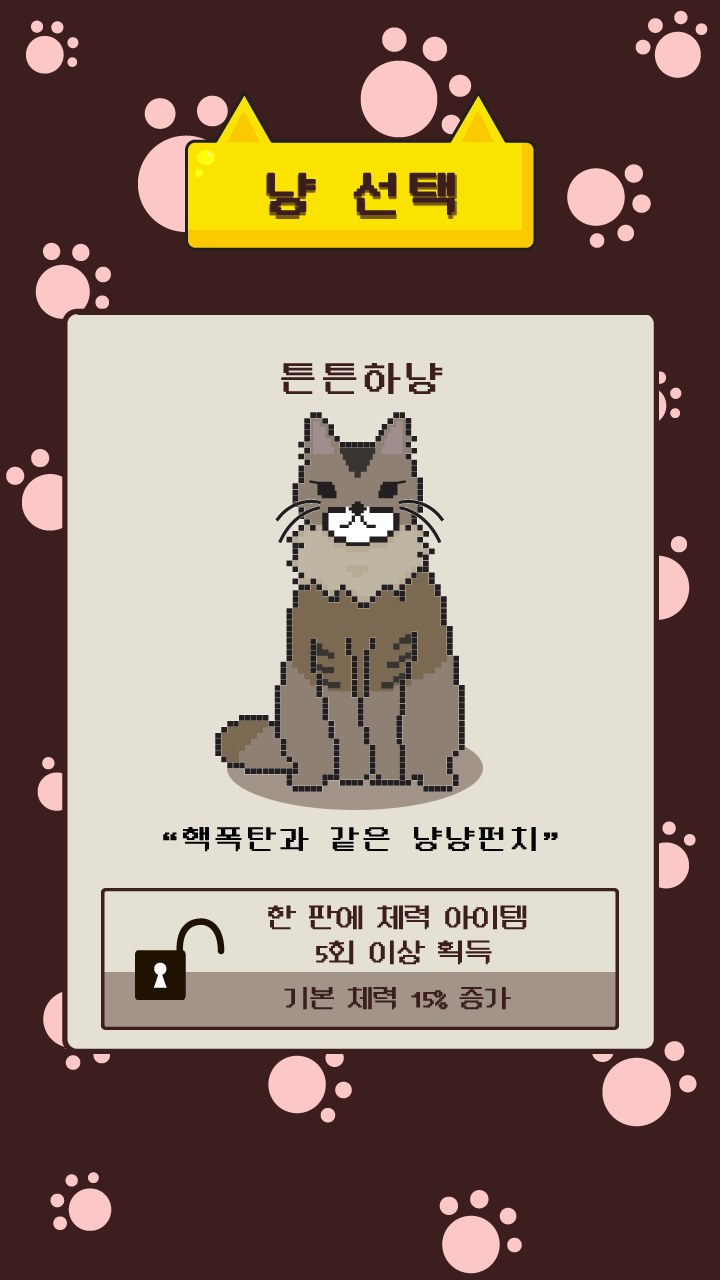 냥 선택
튼튼하냥
“핵폭탄과 같은 냥냥펀치”
한 판에 체력 아이템
5회 이상 획득
기본 체력 15% 증가